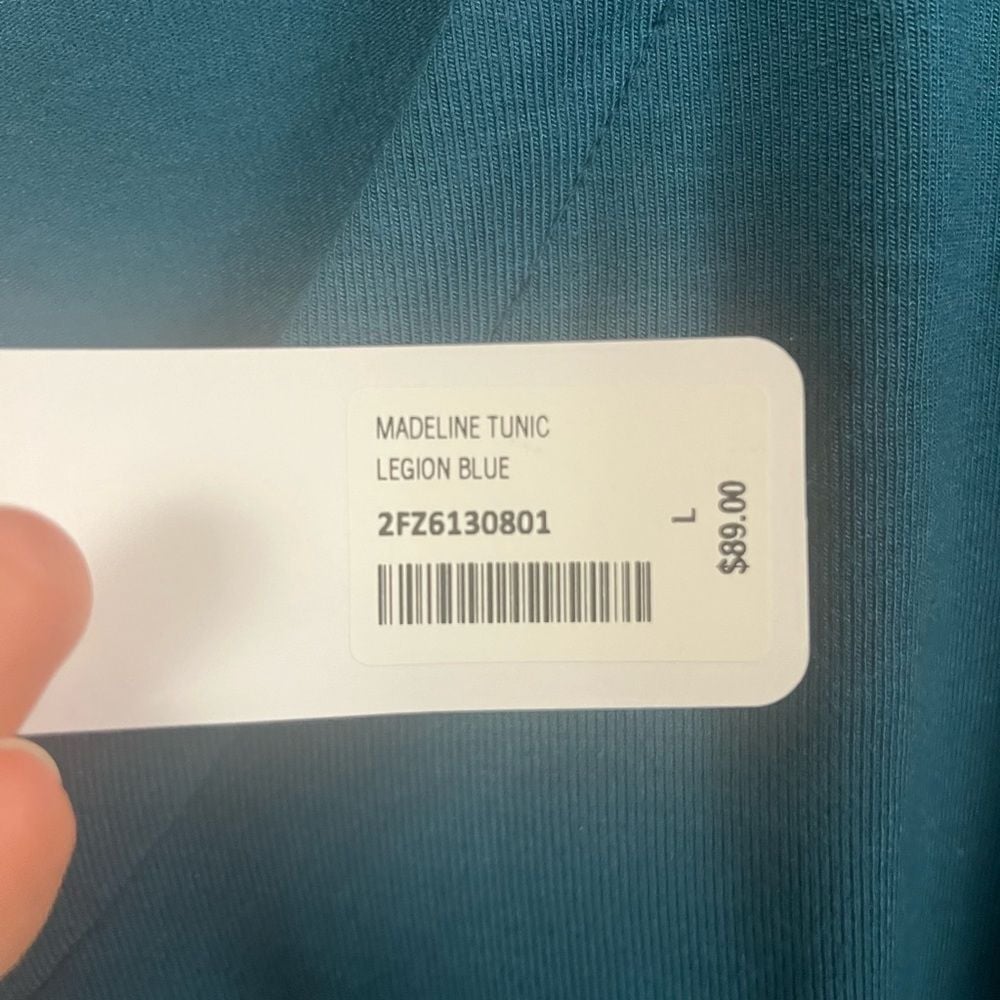 MADELINE TUNIC
LEGION BLUE
2FZ6130801
L
$89.00